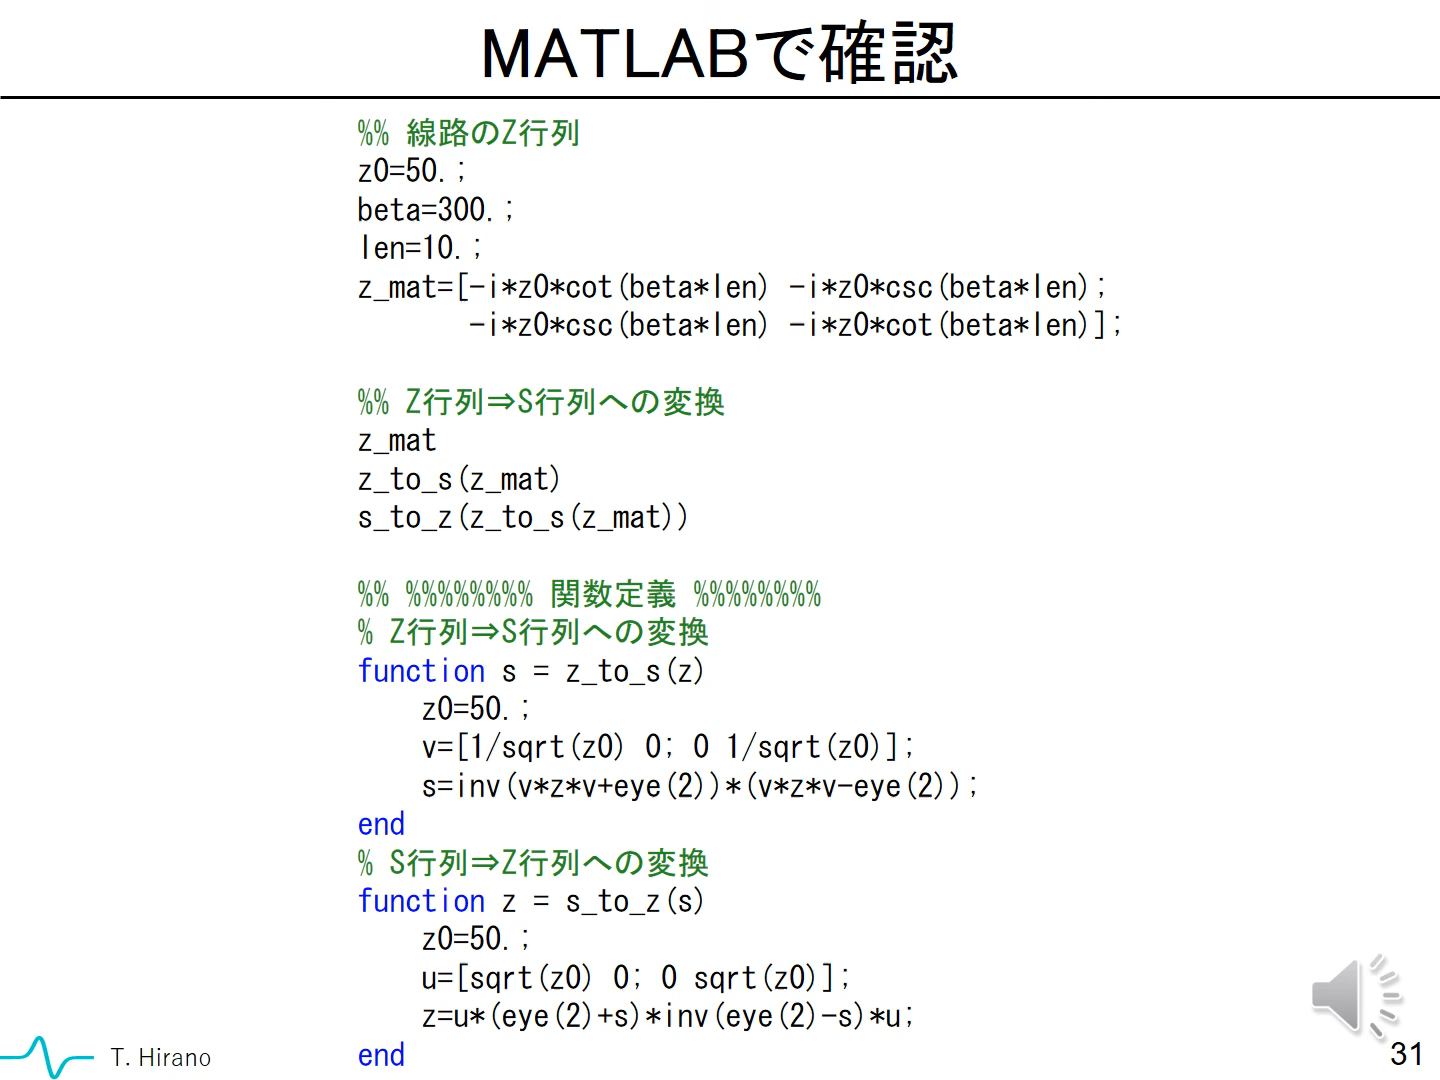 MATLABで確認
%% 線路のZ行列
z0=50.;
beta=300.;
len=10.;
z_mat=[-i*z0*cot(beta*len) -i*z0*csc(beta*len);
-i*z0*csc(beta*len) -i*z0*cot(beta*len)];
%% Z行列⇒S行列への変換
z_mat
z_to_s(z_mat)
s_to_z(z_to_s(z_mat))
%% %%%%%%%% 関数定義 %%%%%%%%
% Z行列⇒S行列への変換
function s = z_to_s(z)
z0=50.;
v=[1/sqrt(z0) 0; 0 1/sqrt(z0)];
s=inv(v*z*v+eye(2))*(v*z*v-eye(2));
end
% S行列⇒Z行列への変換
function z = s_to_z(s)
z0=50.;
u=[sqrt(z0) 0; 0 sqrt(z0)];
z=u*(eye(2)+s)*inv(eye(2)-s)*u;
end
T. Hirano
31